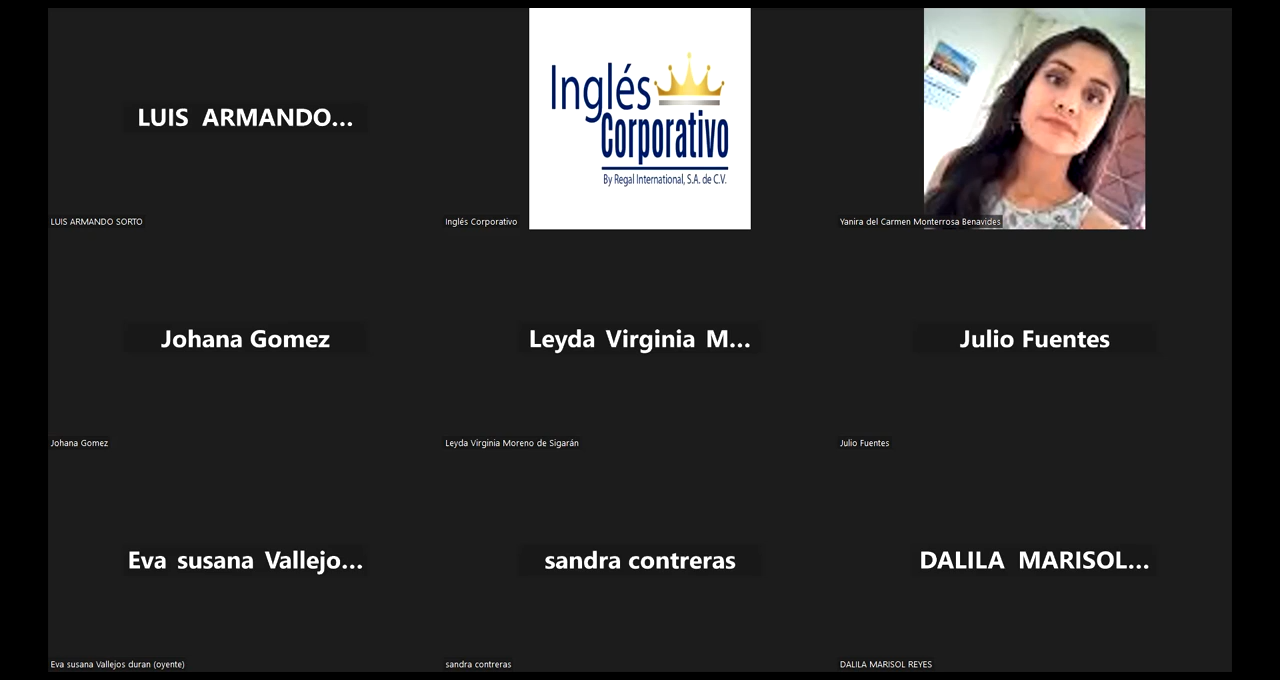 LUIS ARMANDO...
LUIS ARMANDO SORTO
Inglés
Corporativo
By Regal International, S.A. de C.V.
Inglés Corporativo
Yanira del Carmen Monterrosa Benavides
Johana Gomez
Johana Gomez
Leyda Virginia M...
Leyda Virginia Moreno de Sigarán
Julio Fuentes
Julio Fuentes
Eva susana Vallejo...
Eva susana Vallejos duran (oyente)
sandra contreras
sandra contreras
DALILA MARISOL...
DALILA MARISOL REYES